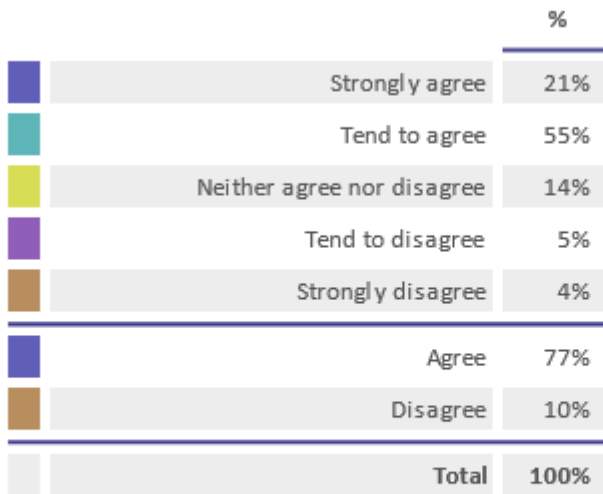 %
Strongly agree 21%
Tend to agree 55%
Neither agree nor disagree 14%
Tend to disagree 5%
Strongly disagree 4%
Agree 77%
Disagree 10%
Total 100%